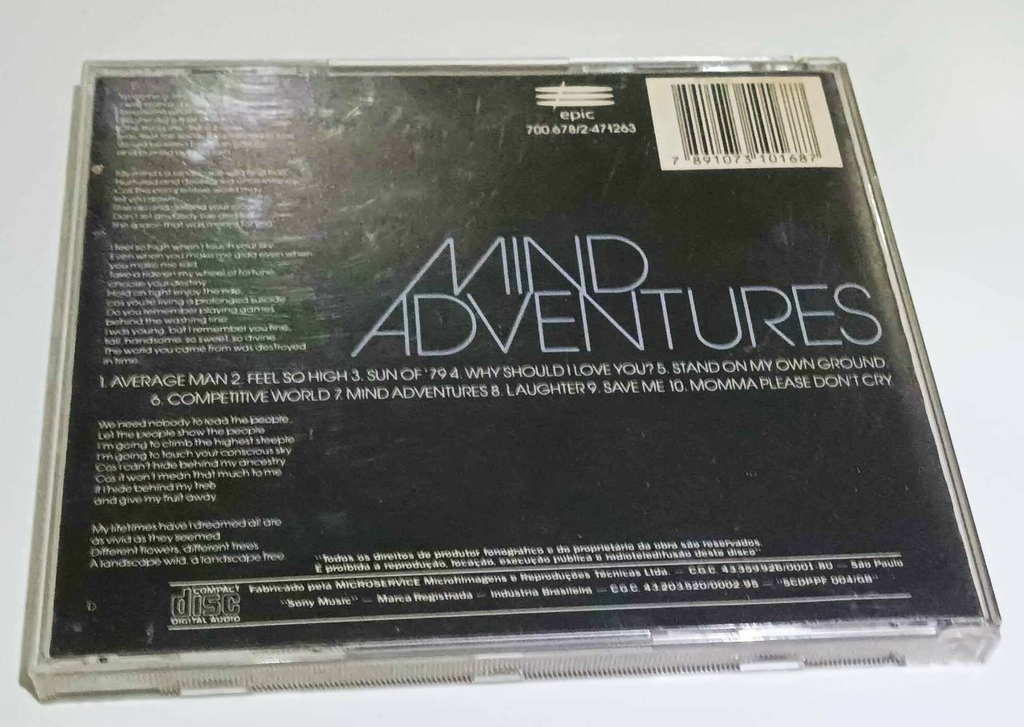 epic
700.678/2-471263
7 891073 101687
MIND
ADVENTURES
I feel so high when I touch your sky
Even when you make me glad even when
you make me sad
Take a ride on my wheel of fortune
choose your destiny
Hold on tight enjoy the ride
cos you're living a prolonged suicide
Do you remember playing games
behind the washing line
I was young, but I remember you fine,
tall, handsome, so sweet, so divine
The world you came from was destroyed
in time.
1. AVERAGE MAN 2. FEEL SO HIGH 3. SUN OF '79 4. WHY SHOULD I LOVE YOU? 5. STAND ON MY OWN GROUND.
6. COMPETITIVE WORLD 7. MIND ADVENTURES 8. LAUGHTER 9. SAVE ME 10. MOMMA PLEASE DON'T CRY
We need nobody to lead the people
Let the people show the people
I'm going to climb the highest steeple
I'm going to touch your conscious sky
Cos I can't hide behind my ancestry
Cos it won't mean that much to me
If I hide behind my tree
and give my fruit away
My lifetimes have I dreamed all are
as vivid as they seemed
Different flowers, different trees
A landscape wild, a landscape free
"Todos os direitos do produtor fonográfico e do proprietário da obra são reservados.
É proibida a reprodução, locação, execução pública e radioteledifusão deste disco"
Fabricado pela MICROSERVICE Microfilmagens e Reproduções Técnicas Ltda. — C.G.C. — São Paulo
"Sony Music" — Marca Registrada — Indústria Brasileira — C.G.C. 43.203.520/0002-95 —
COMPACT
disc
DIGITAL AUDIO